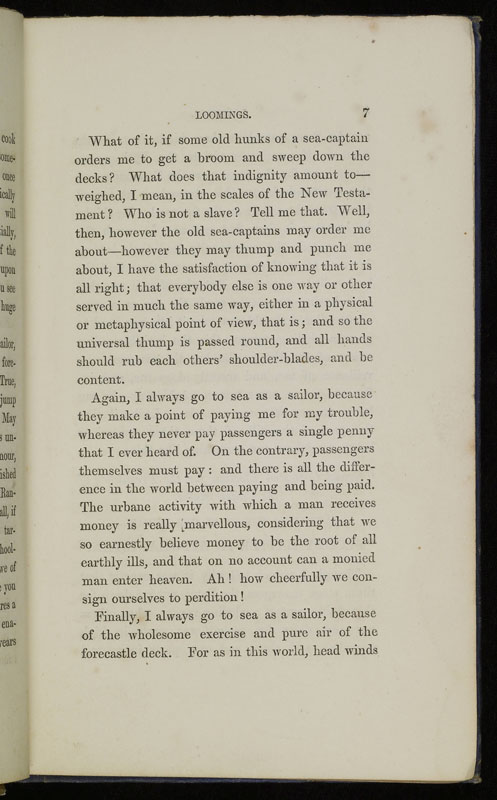 LOOMINGS. 7
What of it, if some old hunks of a sea-captain
orders me to get a broom and sweep down the
decks? What does that indignity amount to—
weighed, I mean, in the scales of the New Testa-
ment? Who is not a slave? Tell me that. Well,
then, however the old sea-captains may order me
about—however they may thump and punch me
about, I have the satisfaction of knowing that it is
all right; that everybody else is one way or other
served in much the same way, either in a physical
or metaphysical point of view, that is; and so the
universal thump is passed round, and all hands
should rub each others' shoulder-blades, and be
content.
Again, I always go to sea as a sailor, because
they make a point of paying me for my trouble,
whereas they never pay passengers a single penny
that I ever heard of. On the contrary, passengers
themselves must pay: and there is all the differ-
ence in the world between paying and being paid.
The urbane activity with which a man receives
money is really marvellous, considering that we
so earnestly believe money to be the root of all
earthly ills, and that on no account can a monied
man enter heaven. Ah! how cheerfully we con-
sign ourselves to perdition!
Finally, I always go to sea as a sailor, because
of the wholesome exercise and pure air of the
forecastle deck. For as in this world, head winds